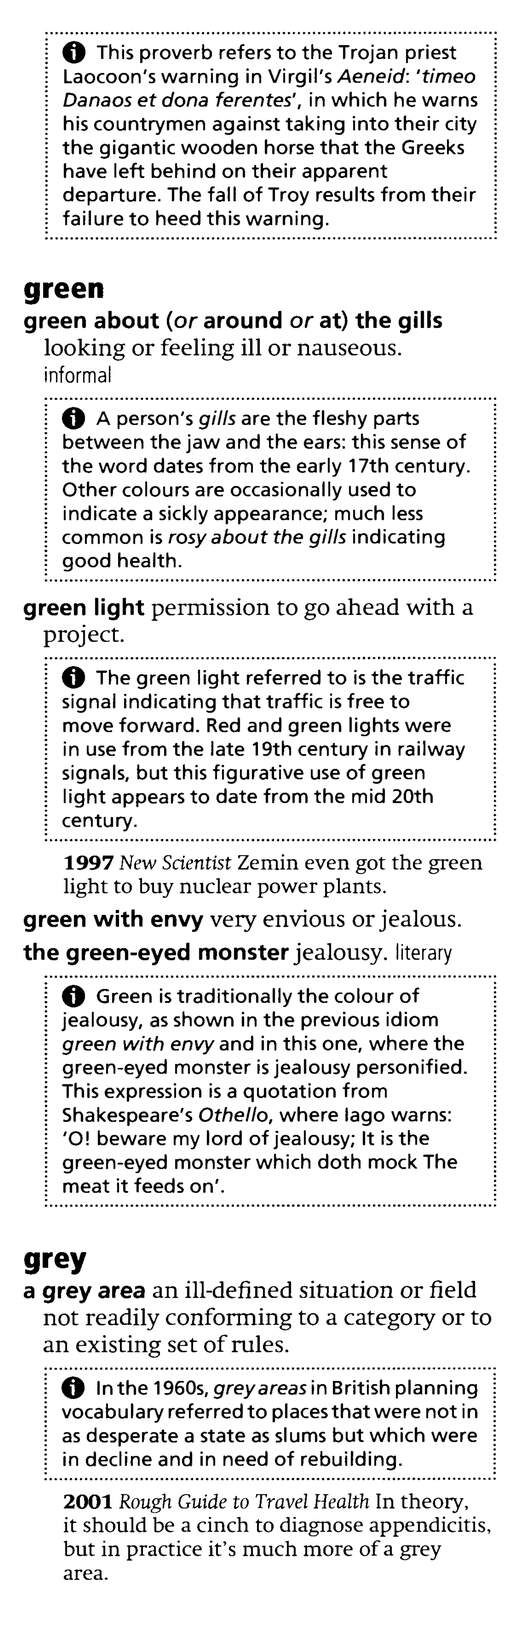 This proverb refers to the Trojan priest
Laocoon's warning in Virgil's Aeneid: 'timeo
Danaos et dona ferentes', in which he warns
his countrymen against taking into their city
the gigantic wooden horse that the Greeks
have left behind on their apparent
departure. The fall of Troy results from their
failure to heed this warning.
green
green about (or around or at) the gills
looking or feeling ill or nauseous.
informal
A person's gills are the fleshy parts
between the jaw and the ears: this sense of
the word dates from the early 17th century.
Other colours are occasionally used to
indicate a sickly appearance; much less
common is rosy about the gills indicating
good health.
green light permission to go ahead with a
project.
The green light referred to is the traffic
signal indicating that traffic is free to
move forward. Red and green lights were
in use from the late 19th century in railway
signals, but this figurative use of green
light appears to date from the mid 20th
century.
1997 New Scientist Zemin even got the green
light to buy nuclear power plants.
green with envy very envious or jealous.
the green-eyed monster jealousy. literary
Green is traditionally the colour of
jealousy, as shown in the previous idiom
green with envy and in this one, where the
green-eyed monster is jealousy personified.
This expression is a quotation from
Shakespeare's Othello, where Iago warns:
'O! beware my lord of jealousy; It is the
green-eyed monster which doth mock The
meat it feeds on'.
grey
a grey area an ill-defined situation or field
not readily conforming to a category or to
an existing set of rules.
In the 1960s, grey areas in British planning
vocabulary referred to places that were not in
as desperate a state as slums but which were
in decline and in need of rebuilding.
2001 Rough Guide to Travel Health In theory,
it should be a cinch to diagnose appendicitis,
but in practice it's much more of a grey
area.